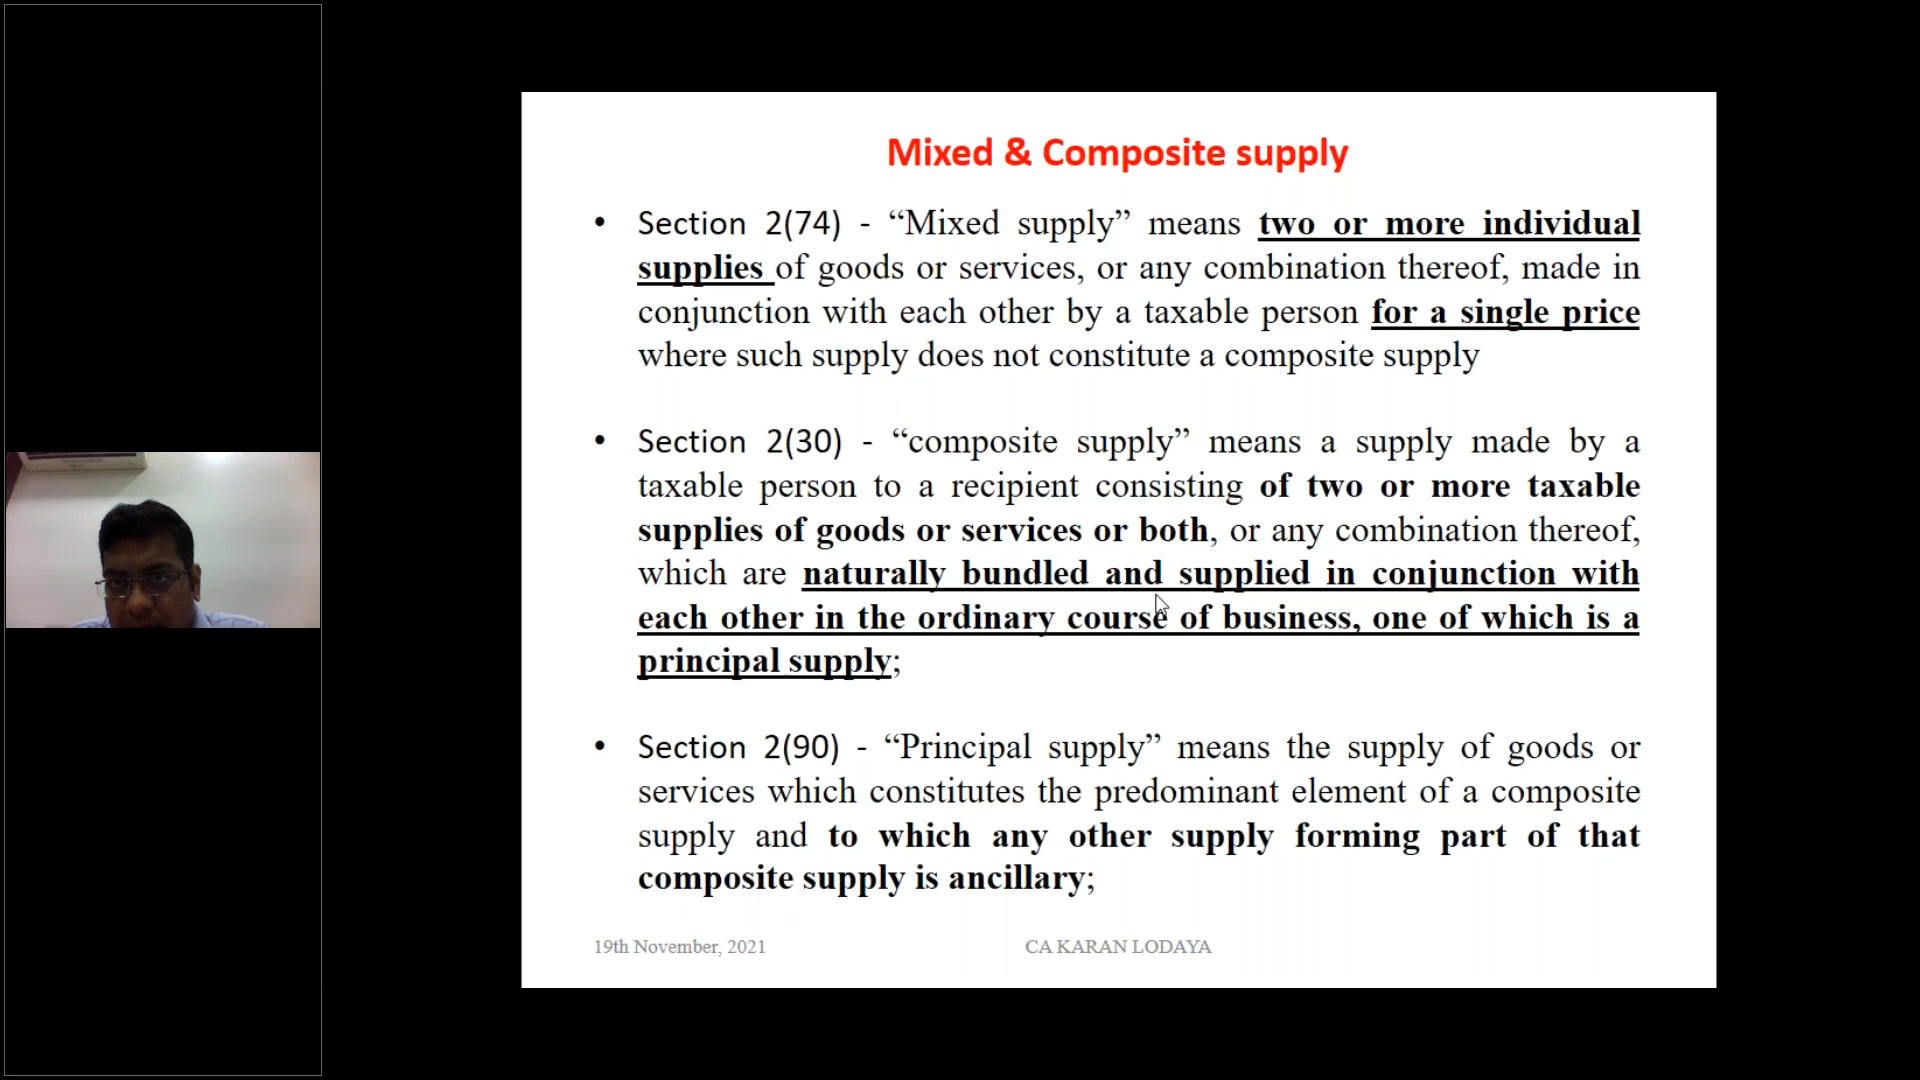 Mixed & Composite supply
• Section 2(74) - “Mixed supply” means two or more individual
supplies of goods or services, or any combination thereof, made in
conjunction with each other by a taxable person for a single price
where such supply does not constitute a composite supply
• Section 2(30) - “composite supply” means a supply made by a
taxable person to a recipient consisting of two or more taxable
supplies of goods or services or both, or any combination thereof,
which are naturally bundled and supplied in conjunction with
each other in the ordinary course of business, one of which is a
principal supply;
• Section 2(90) - “Principal supply” means the supply of goods or
services which constitutes the predominant element of a composite
supply and to which any other supply forming part of that
composite supply is ancillary;
19th November, 2021
CA KARAN LODAYA